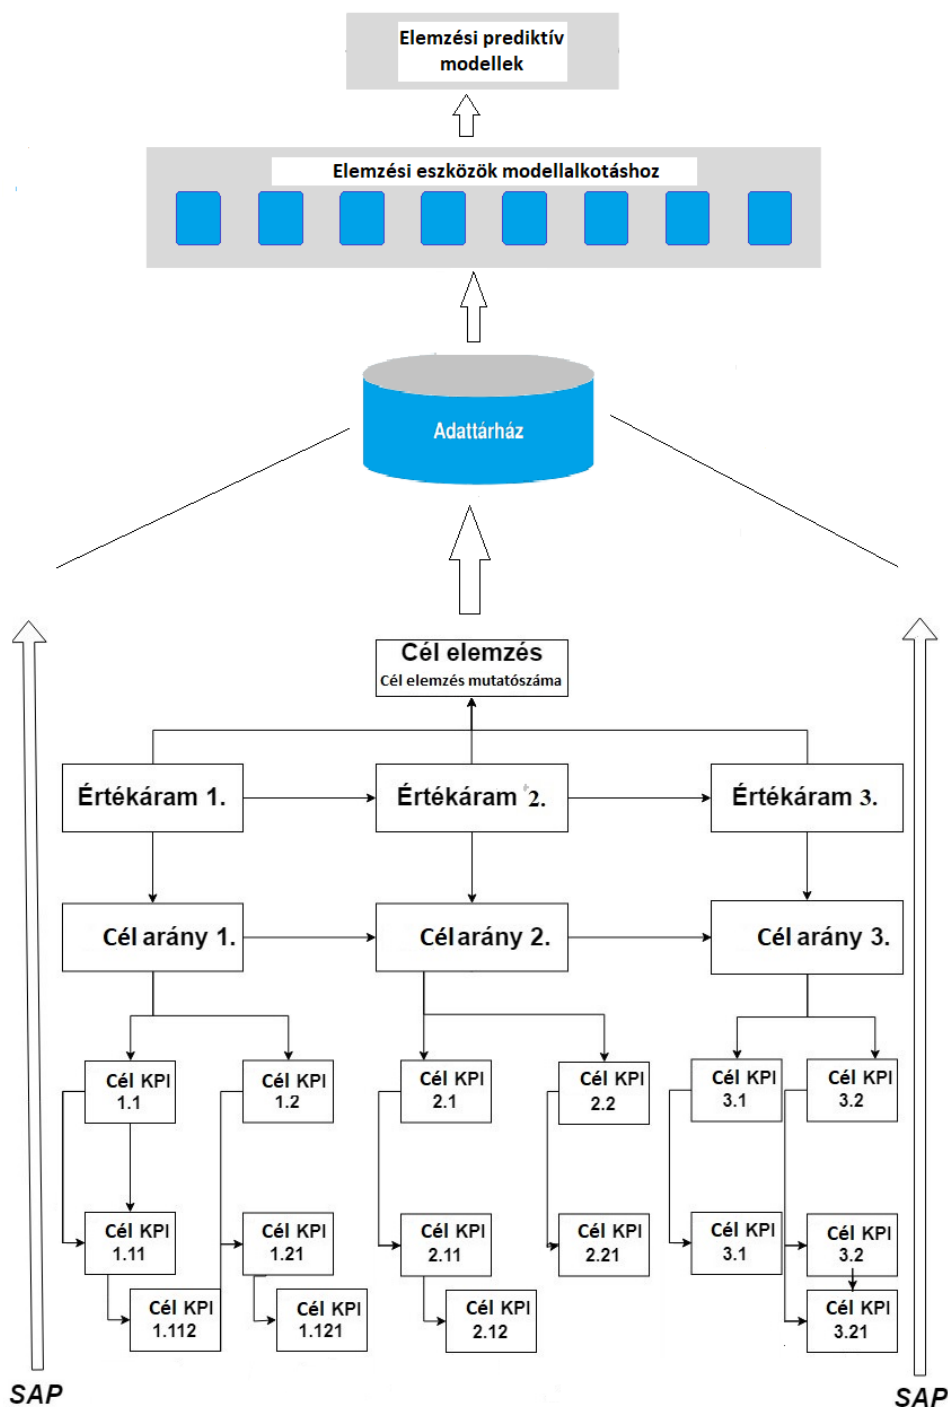 Elemzési prediktív
modellek
Elemzési eszközök modellalkotáshoz
Adattárház
Cél elemzés
Cél elemzés mutatószáma
Értékáram 1.
Értékáram 2.
Értékáram 3.
Cél arány 1.
Cél arány 2.
Cél arány 3.
Cél KPI
1.1
Cél KPI
1.2
Cél KPI
2.1
Cél KPI
2.2
Cél KPI
3.1
Cél KPI
3.2
Cél KPI
1.11
Cél KPI
1.21
Cél KPI
2.11
Cél KPI
2.21
Cél KPI
3.1
Cél KPI
3.2
Cél KPI
1.112
Cél KPI
1.121
Cél KPI
2.12
Cél KPI
3.21
SAP
SAP